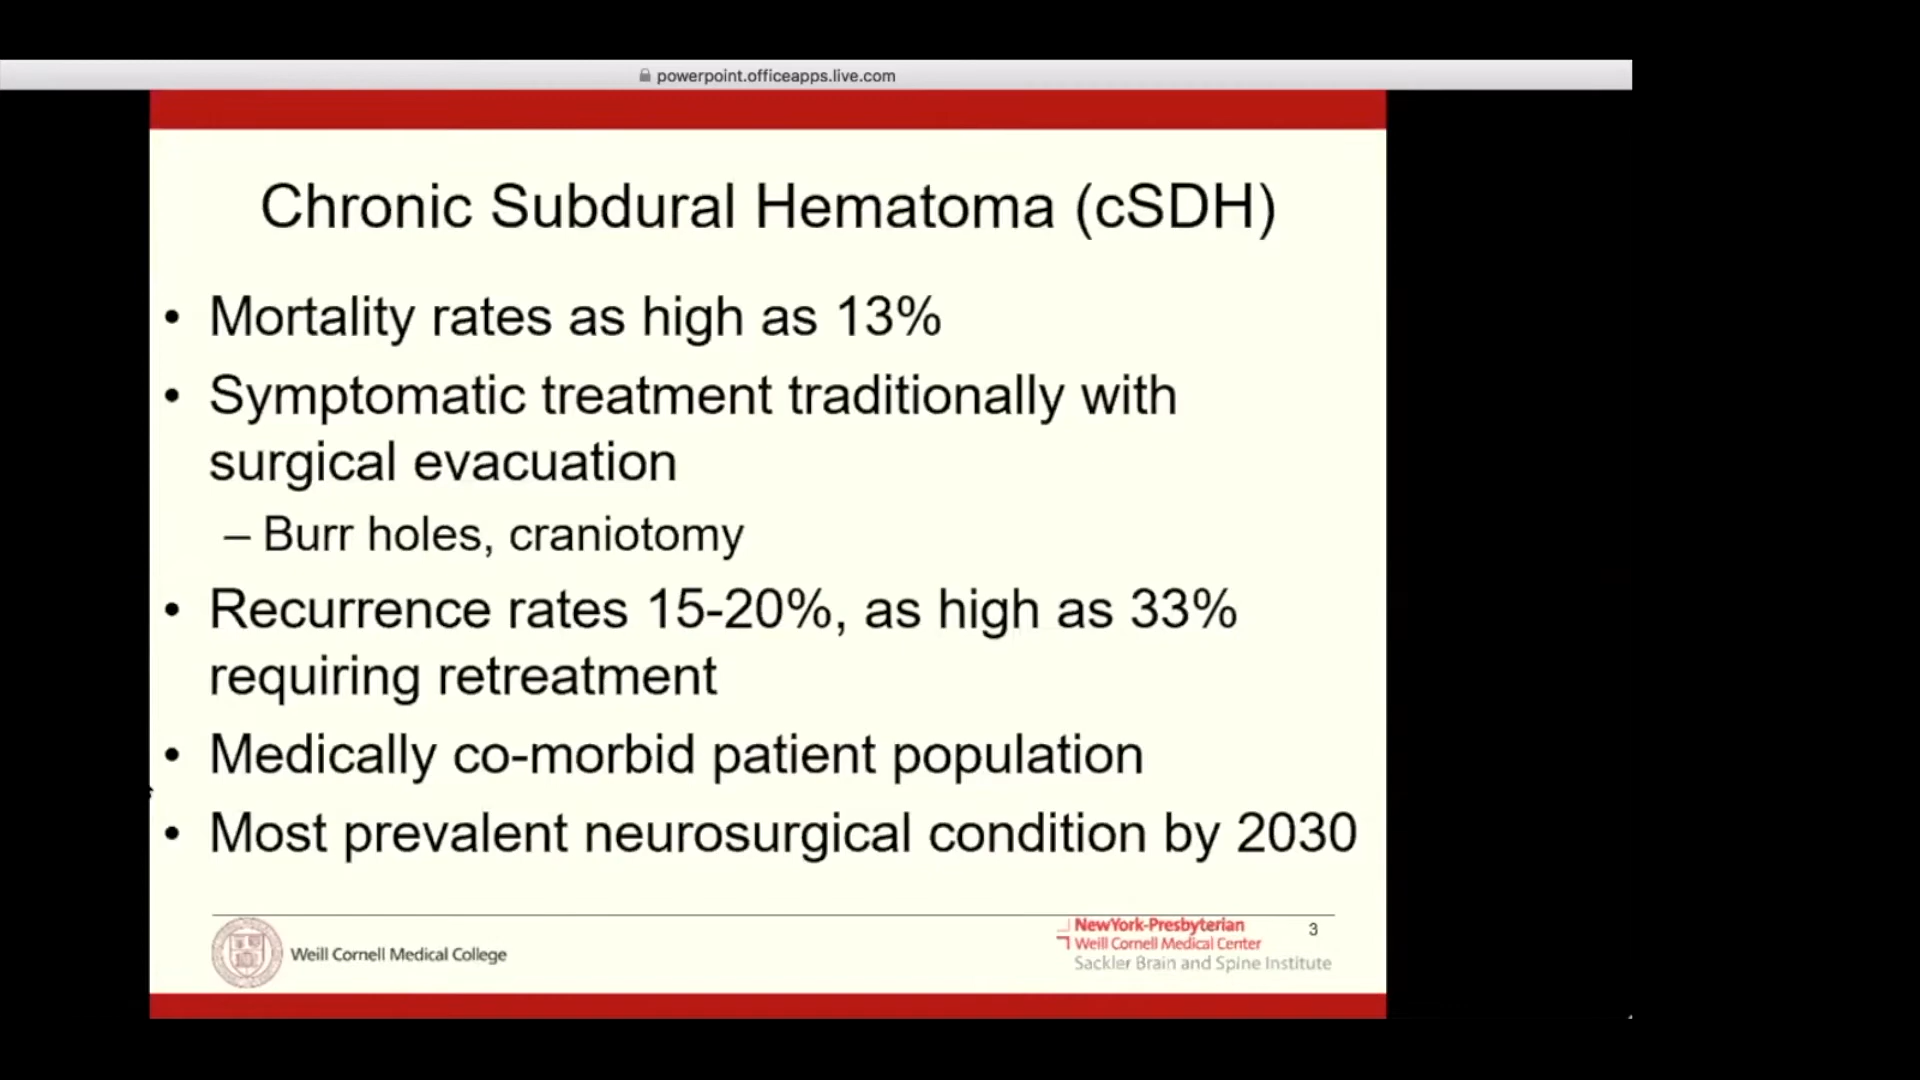 powerpoint.officeapps.live.com
Chronic Subdural Hematoma (cSDH)
• Mortality rates as high as 13%
• Symptomatic treatment traditionally with
surgical evacuation
– Burr holes, craniotomy
• Recurrence rates 15-20%, as high as 33%
requiring retreatment
• Medically co-morbid patient population
• Most prevalent neurosurgical condition by 2030
Weill Cornell Medical College
NewYork-Presbyterian
Weill Cornell Medical Center
Sackler Brain and Spine Institute
3